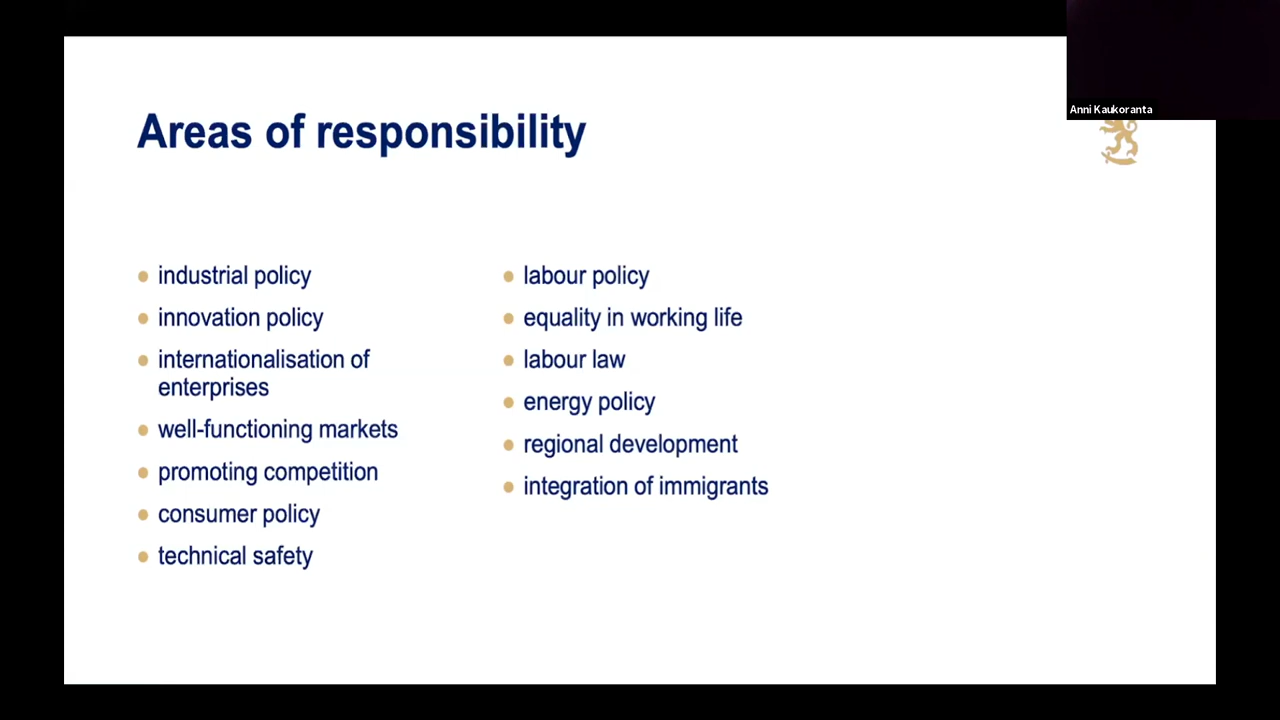 Anni Kaukoranta
Areas of responsibility
industrial policy
innovation policy
internationalisation of
enterprises
well-functioning markets
promoting competition
consumer policy
technical safety
labour policy
equality in working life
labour law
energy policy
regional development
integration of immigrants